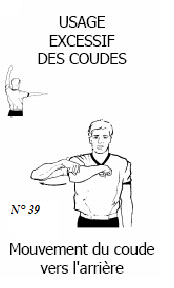 USAGE
EXCESSIF
DES COUDES
N° 39
Mouvement du coude
vers l'arrière